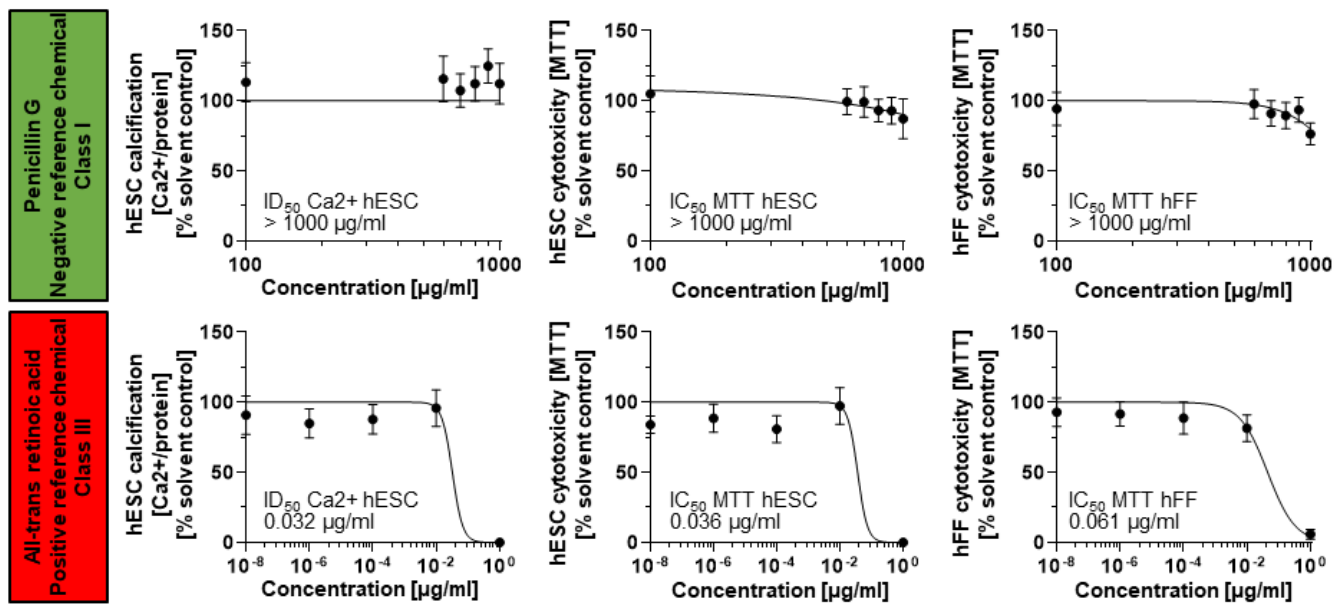 Penicillin G
Negative reference chemical
Class I
hESC calcification
[Ca2+/protein]
[% solvent control]
150
100
50
0
ID50 Ca2+ hESC
> 1000 µg/ml
100
1000
Concentration [µg/ml]
hESC cytotoxicity [MTT]
[% solvent control]
150
100
50
0
IC50 MTT hESC
> 1000 µg/ml
100
1000
Concentration [µg/ml]
hFF cytotoxicity [MTT]
[% solvent control]
150
100
50
0
IC50 MTT hFF
> 1000 µg/ml
100
1000
Concentration [µg/ml]
All-trans retinoic acid
Positive reference chemical
Class III
hESC calcification
[Ca2+/protein]
[% solvent control]
150
100
50
0
ID50 Ca2+ hESC
0.032 µg/ml
10-8 10-6 10-4 10-2 100
Concentration [µg/ml]
hESC cytotoxicity [MTT]
[% solvent control]
150
100
50
0
IC50 MTT hESC
0.036 µg/ml
10-8 10-6 10-4 10-2 100
Concentration [µg/ml]
hFF cytotoxicity [MTT]
[% solvent control]
150
100
50
0
IC50 MTT hFF
0.061 µg/ml
10-8 10-6 10-4 10-2 100
Concentration [µg/ml]